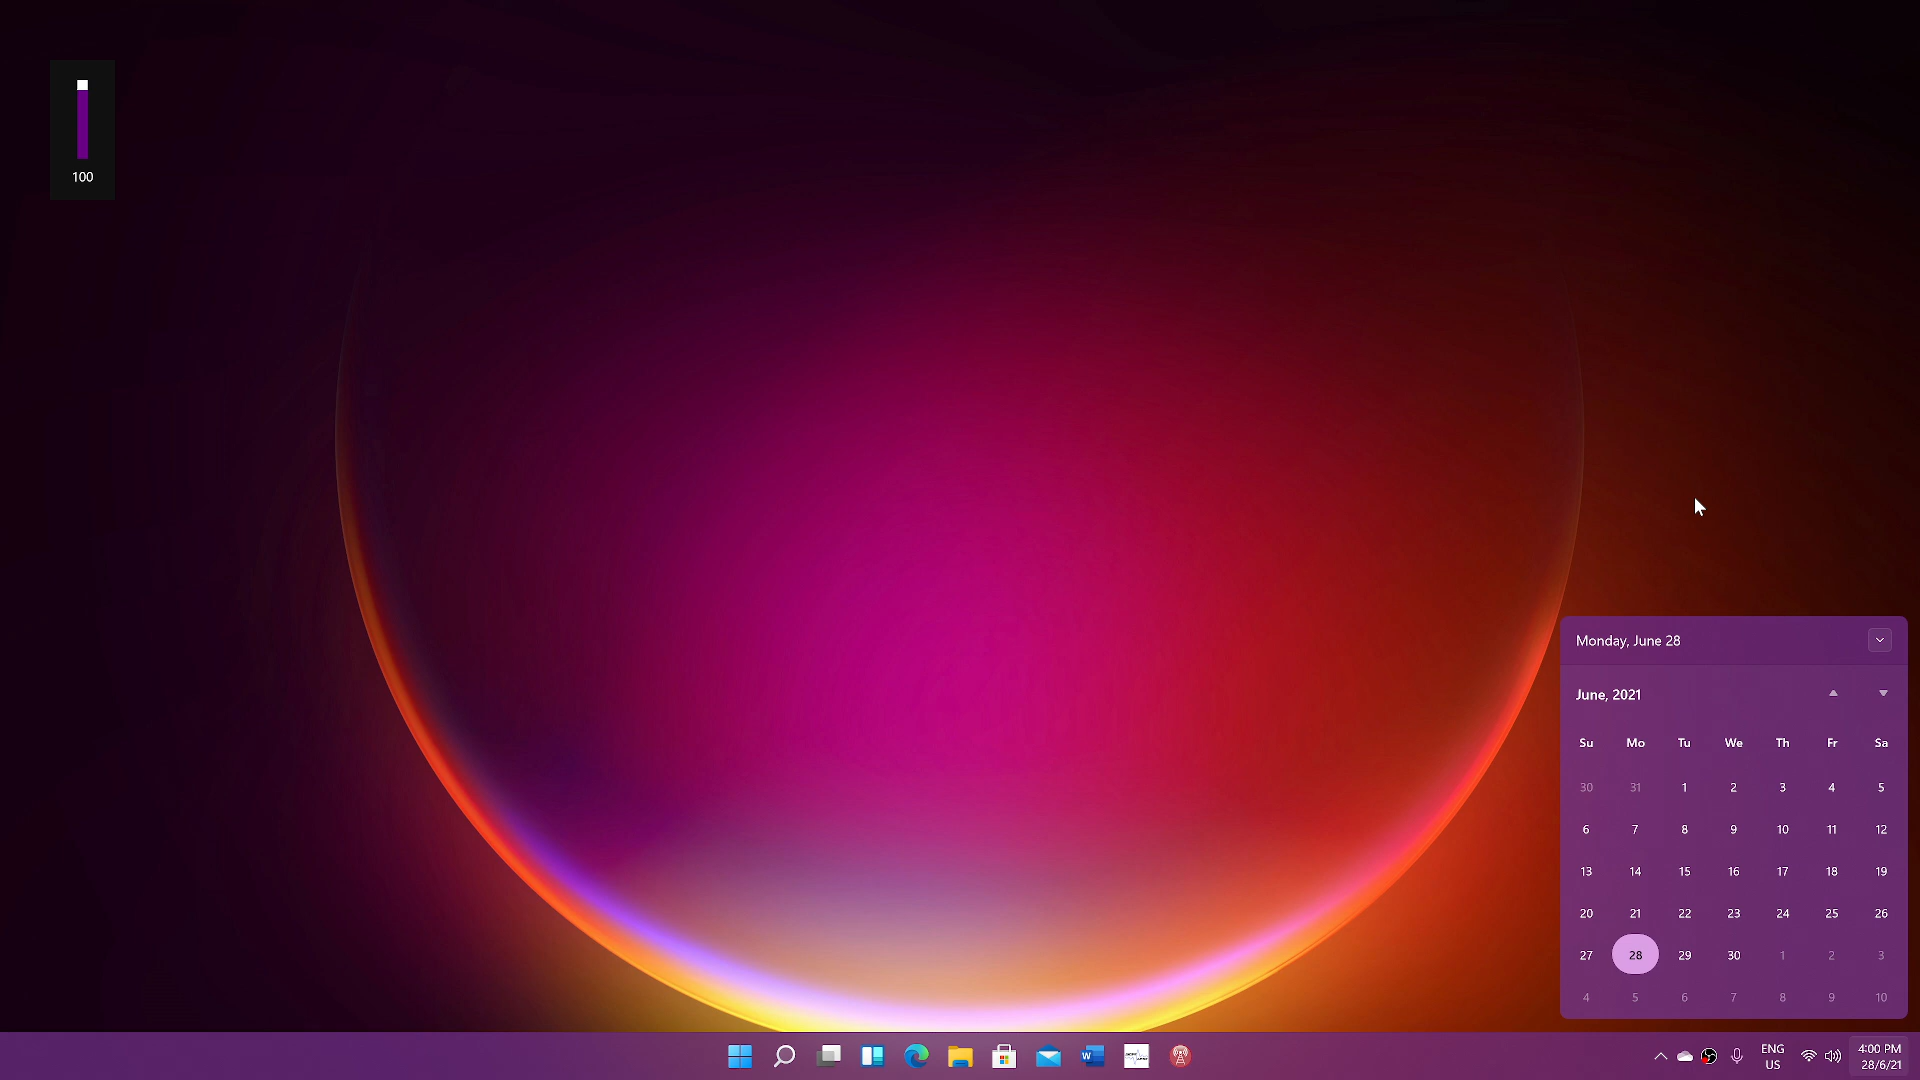 100
Monday, June 28
June, 2021
Su Mo Tu We Th Fr Sa
30 31 1 2 3 4 5
6 7 8 9 10 11 12
13 14 15 16 17 18 19
20 21 22 23 24 25 26
27 28 29 30 1 2 3
4 5 6 7 8 9 10
W
ENG
US
4:00 PM
28/6/21